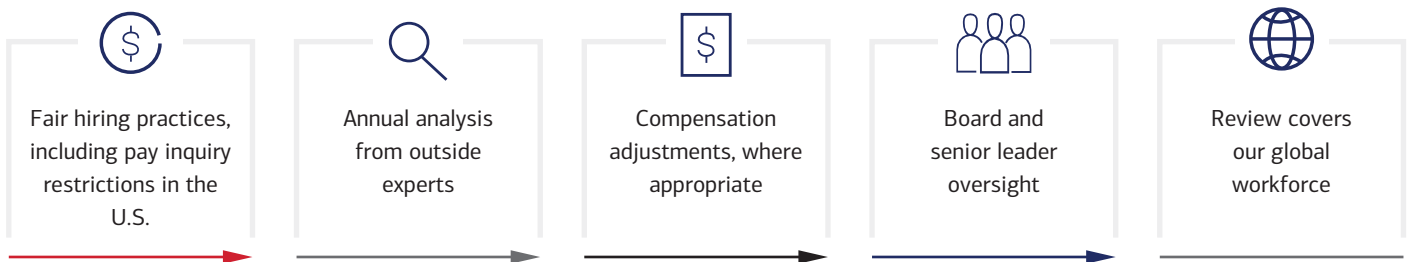 $
Fair hiring practices,
including pay inquiry
restrictions in the
U.S.
Annual analysis
from outside
experts
$
Compensation
adjustments, where
appropriate
Board and
senior leader
oversight
Review covers
our global
workforce